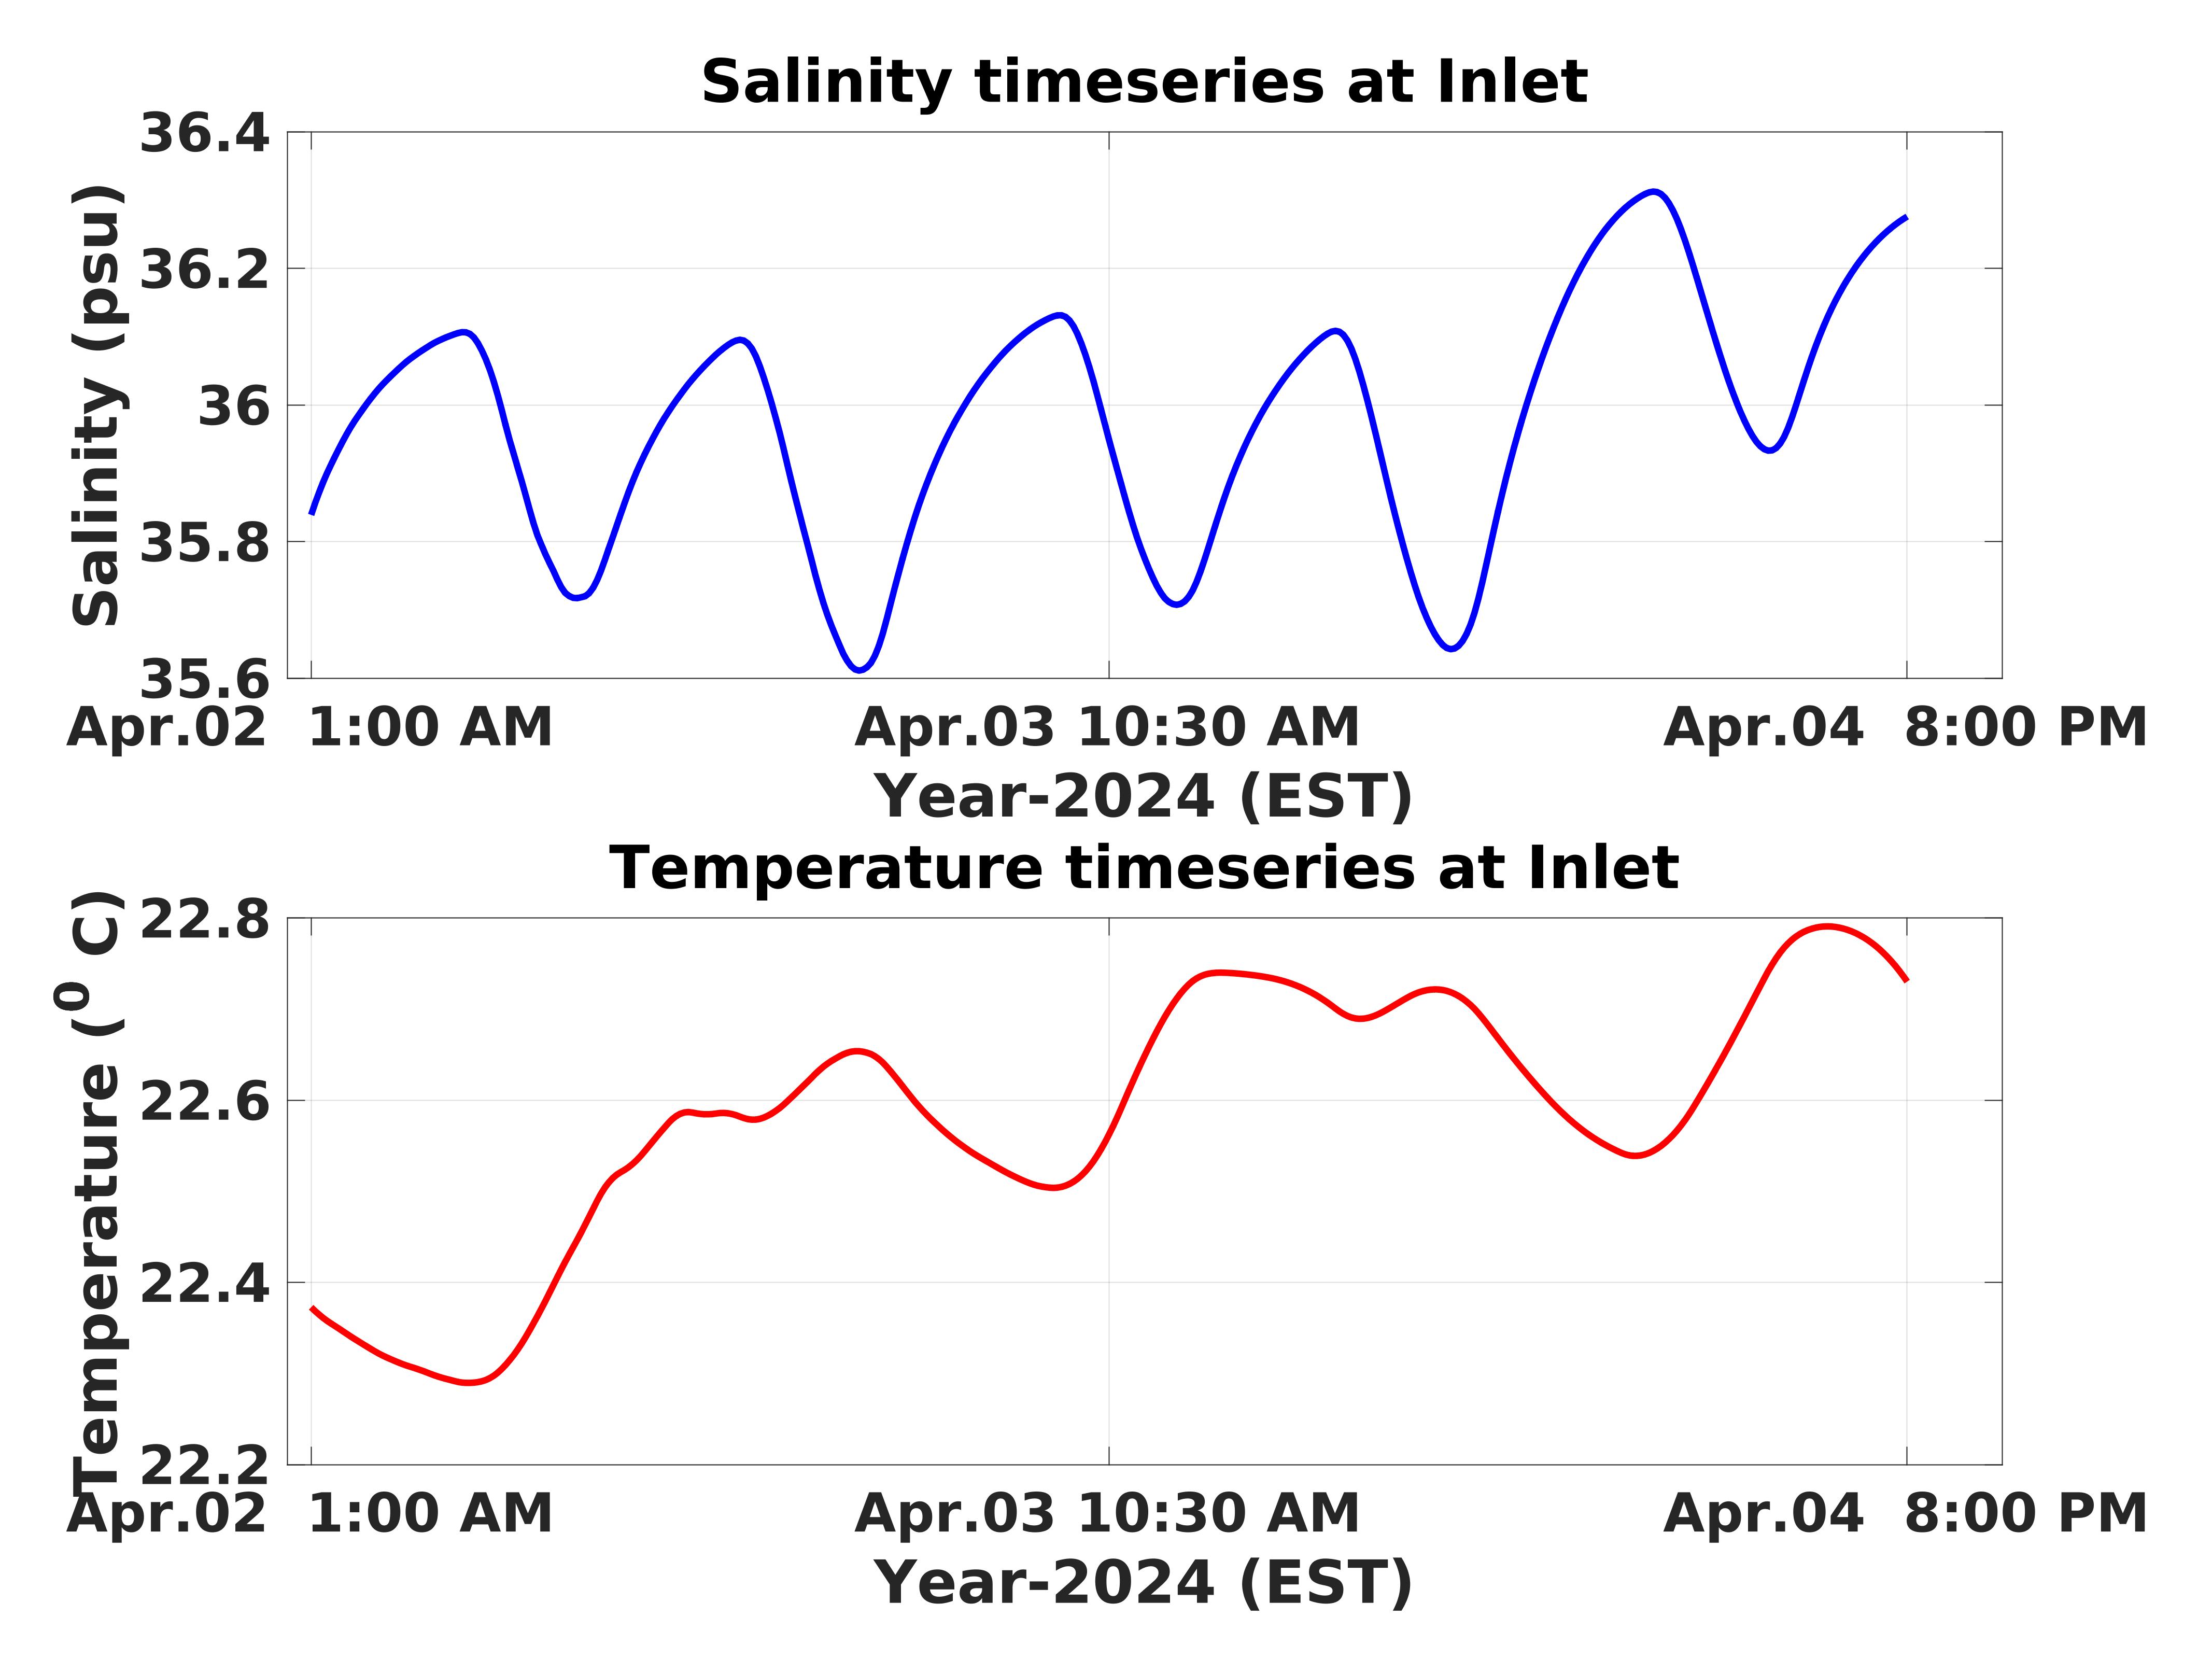 Salinity timeseries at Inlet
Salinity (psu)
36.4
36.2
36
35.8
35.6
Apr.02 1:00 AM
Apr.03 10:30 AM
Apr.04 8:00 PM
Year-2024 (EST)
Temperature timeseries at Inlet
Temperature (⁰ C)
22.8
22.6
22.4
22.2
Apr.02 1:00 AM
Apr.03 10:30 AM
Apr.04 8:00 PM
Year-2024 (EST)